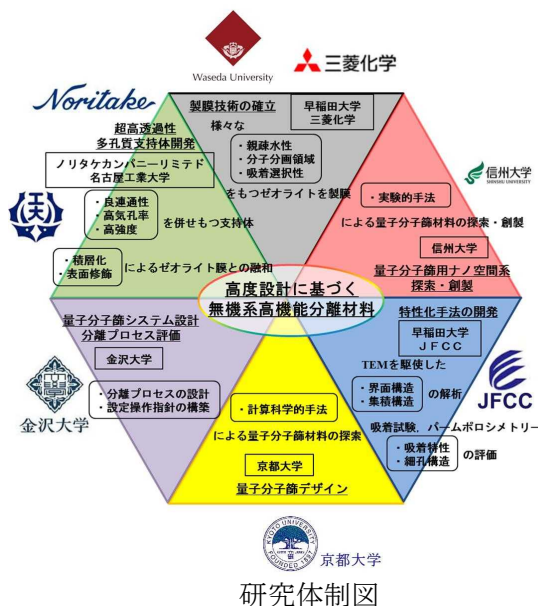 Waseda University
三菱化学
Noritake
製膜技術の確立
早稲田大学
三菱化学
様々な
・親疎水性
・分子分画領域
・吸着選択性
をもつゼオライトを製膜
超高透過性
多孔質支持体開発
ノリタケカンパニーリミテド
名古屋工業大学
・良連通性
・高気孔率
・高強度
を併せもつ支持体
・積層化
・表面修飾
によるゼオライト膜との融和
信州大学
SHINSHU UNIVERSITY
・実験的手法
による量子分子篩材料の探索・創製
信州大学
量子分子篩用ナノ空間系
探索・創製
高度設計に基づく
無機系高機能分離材料
量子分子篩システム設計
分離プロセス評価
金沢大学
・分離プロセスの設計
・設定操作指針の構築
金沢大学
特性化手法の開発
早稲田大学
JFCC
TEMを駆使した
・界面構造
・集積構造
の解析
吸着試験，パームポロシメトリー
・吸着特性
・細孔構造
の評価
JFCC
・計算科学的手法
による量子分子篩材料の探索
京都大学
量子分子篩デザイン
KYOTO UNIVERSITY
FOUNDED 1897
京都大学
研究体制図